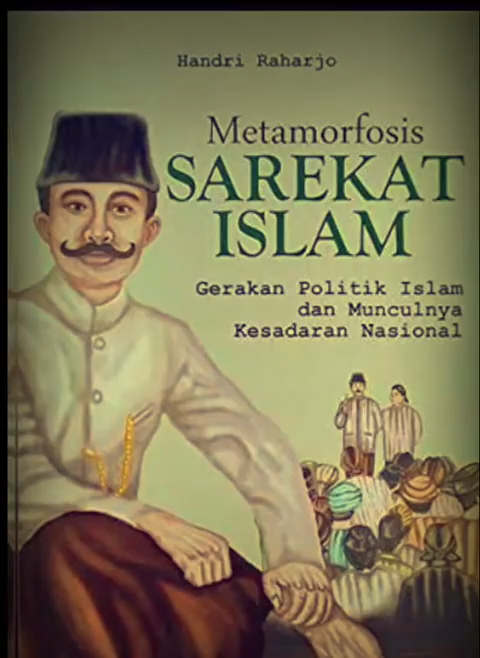 Handri Raharjo
Metamorfosis
SAREKAT
ISLAM
Gerakan Politik Islam
dan Munculnya
Kesadaran Nasional